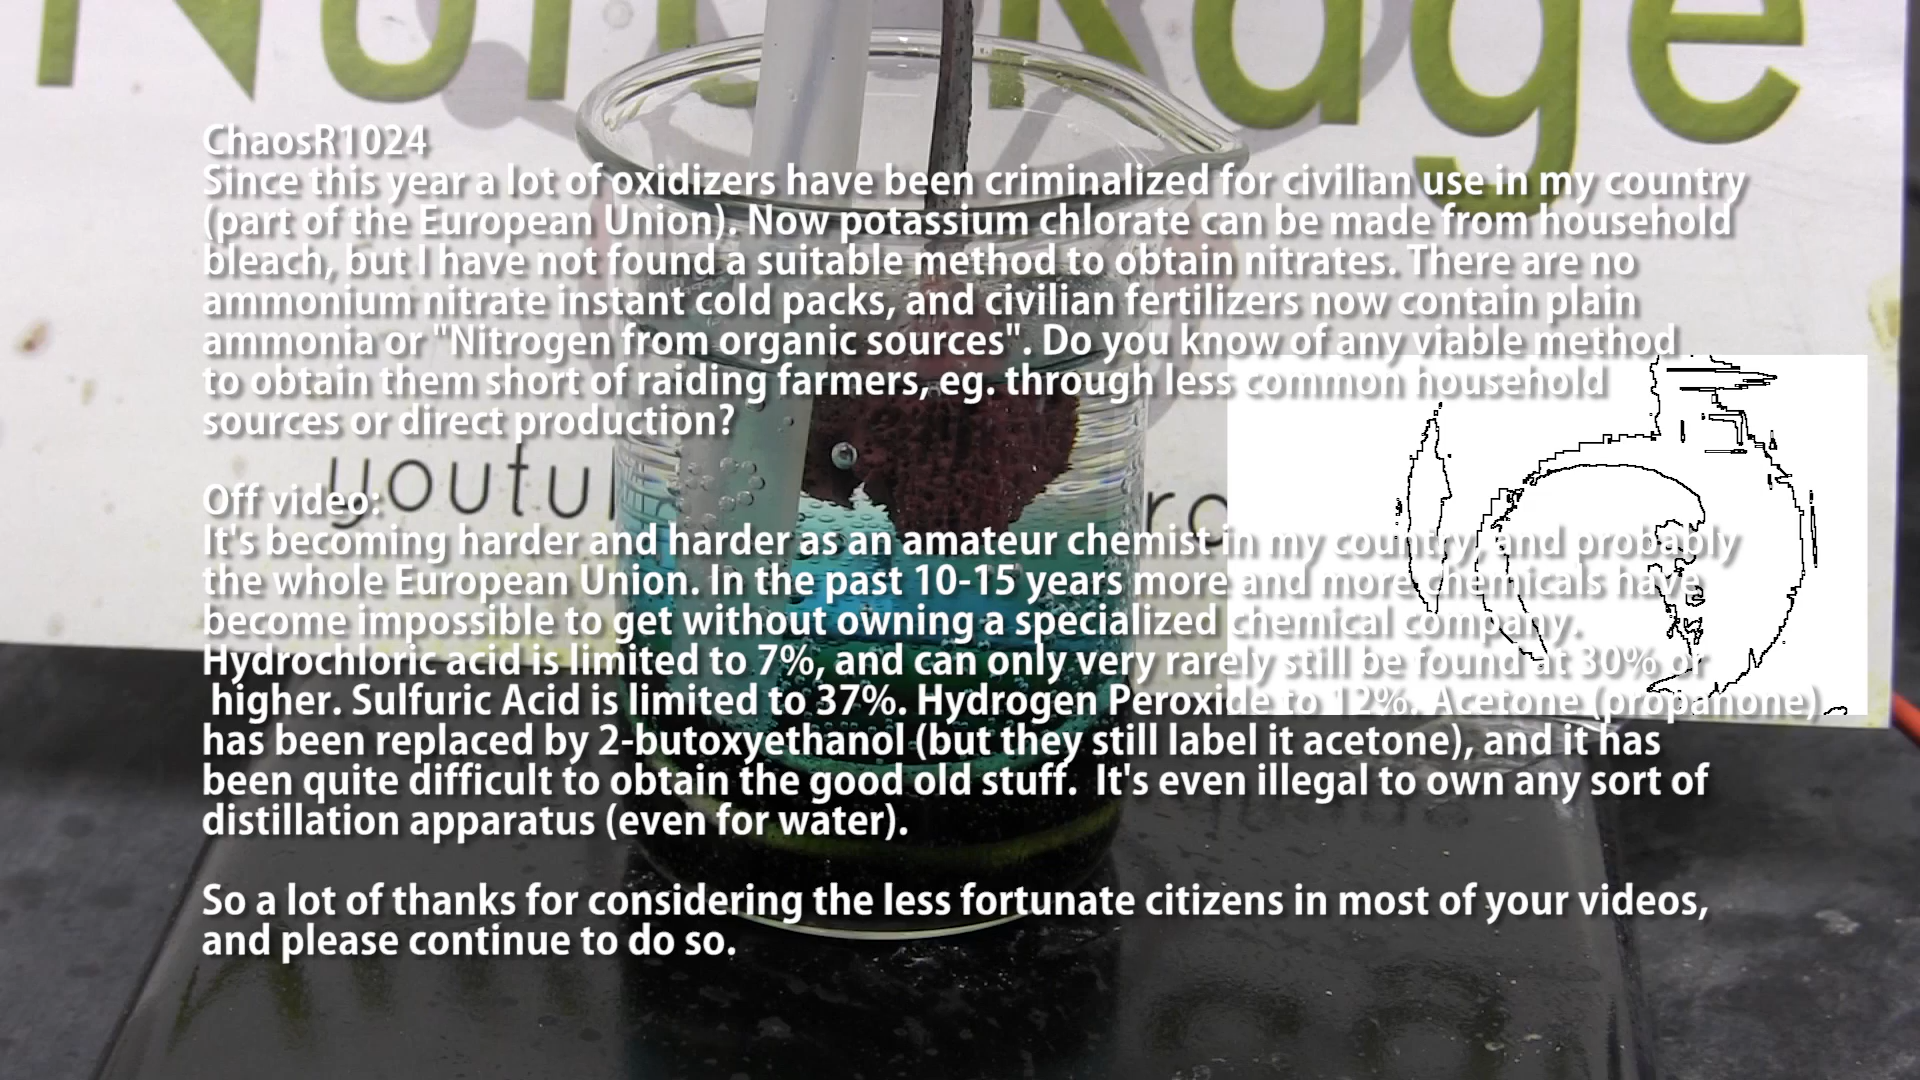 Nurd Rage
ChaosR1024
Since this year a lot of oxidizers have been criminalized for civilian use in my country
(part of the European Union). Now potassium chlorate can be made from household
bleach, but I have not found a suitable method to obtain nitrates. There are no
ammonium nitrate instant cold packs, and civilian fertilizers now contain plain
ammonia or "Nitrogen from organic sources". Do you know of any viable method
to obtain them short of raiding farmers, eg. through less common household
sources or direct production?
youtu
Off video:
It's becoming harder and harder as an amateur chemist in my country, and probably
the whole European Union. In the past 10-15 years more and more chemicals have
become impossible to get without owning a specialized chemical company.
Hydrochloric acid is limited to 7%, and can only very rarely still be found at 30% or
higher. Sulfuric Acid is limited to 37%. Hydrogen Peroxide to 12%. Acetone (propanone)
has been replaced by 2-butoxyethanol (but they still label it acetone), and it has
been quite difficult to obtain the good old stuff. It's even illegal to own any sort of
distillation apparatus (even for water).
So a lot of thanks for considering the less fortunate citizens in most of your videos,
and please continue to do so.